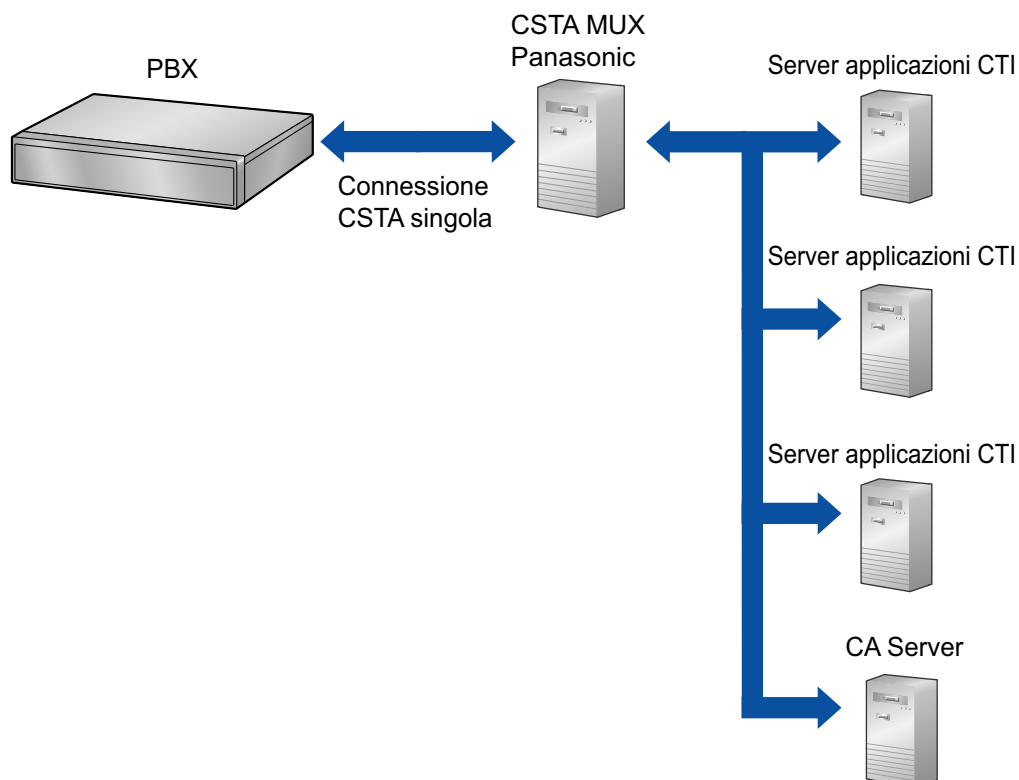 CSTA MUX
Panasonic
PBX
Server applicazioni CTI
Connessione
CSTA singola
Server applicazioni CTI
Server applicazioni CTI
CA Server